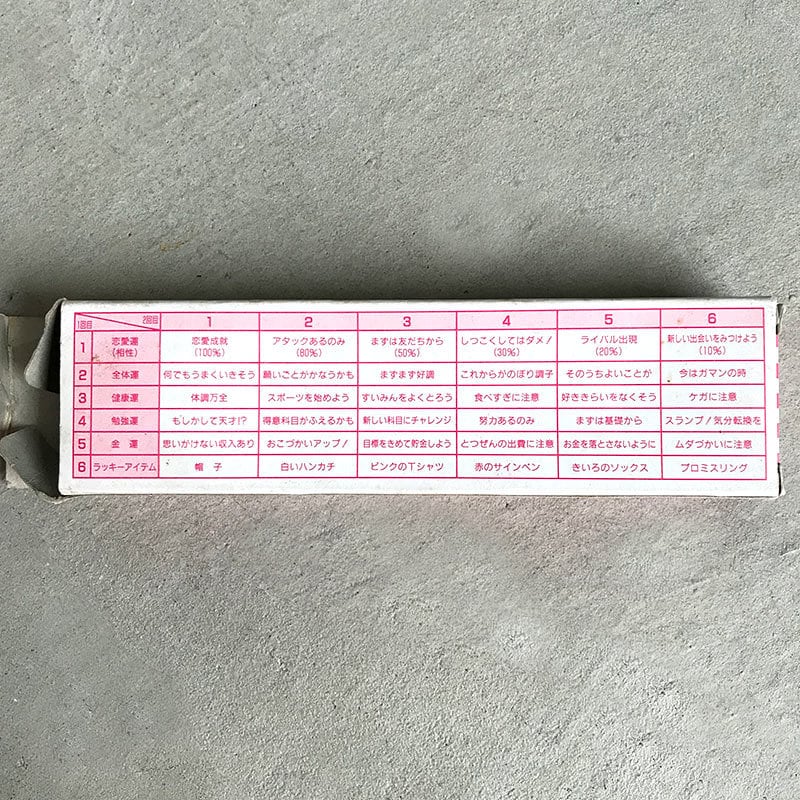 1回目 2回目 1 2 3 4 5 6
1 恋愛運 (相性) 恋愛成就 (100%) アタックあるのみ (80%) まずは友だちから (50%) しつこくしてはダメ! (30%) ライバル出現 (20%) 新しい出会いをみつけよう (10%)
2 全体運 何でもうまくいきそう 願いごとがかなうかも まずまず好調 これからがのぼり調子 そのうちよいことが 今はガマンの時
3 健康運 体調万全 スポーツを始めよう すいみんをよくとろう 食べすぎに注意 好ききらいをなくそう ケガに注意
4 勉強運 もしかして天才!? 得意科目がふえるかも 新しい科目にチャレンジ 努力あるのみ まずは基礎から スランプ!気分転換を
5 金運 思いがけない収入あり おこづかいアップ! 目標をきめて貯金しよう とつぜんの出費に注意 お金を落とさないように ムダづかいに注意
6 ラッキーアイテム 帽子 白いハンカチ ピンクのTシャツ 赤のサインペン きいろのソックス プロミスリング